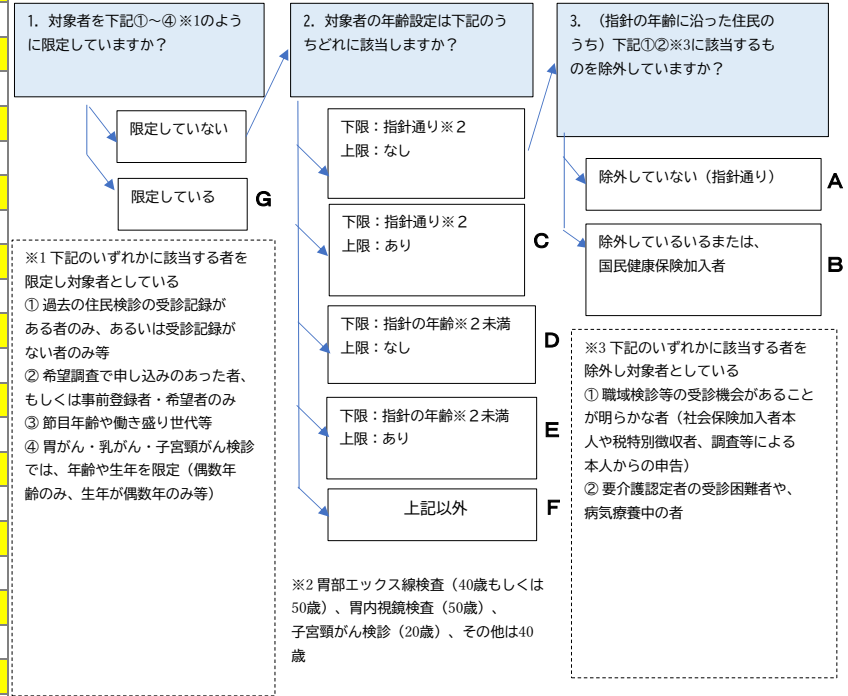 1. 対象者を下記①～④※1のよう
に限定していますか？
限定していない
限定している
G
※1 下記のいずれかに該当する者を
限定し対象者としている
① 過去の住民検診の受診記録が
ある者のみ、あるいは受診記録が
ない者のみ等
② 希望調査で申し込みのあった者、
もしくは事前登録者・希望者のみ
③ 節目年齢や働き盛り世代等
④ 胃がん・乳がん・子宮頸がん検診
では、年齢や生年を限定（偶数年
齢のみ、生年が偶数年のみ等）
2. 対象者の年齢設定は下記のう
ちどれに該当しますか？
下限：指針通り※２
上限：なし
下限：指針通り※２
上限：あり
C
下限：指針の年齢※２未満
上限：なし
D
下限：指針の年齢※２未満
上限：あり
E
上記以外
F
※2 胃部エックス線検査（40歳もしくは
50歳）、胃内視鏡検査（50歳）、
子宮頸がん検診（20歳）、その他は40
歳
3. （指針の年齢に沿った住民の
うち）下記①②※3に該当するも
のを除外していますか？
除外していない（指針通り）
A
除外しているいるまたは、
国民健康保険加入者
B
※3 下記のいずれかに該当する者を
除外し対象者としている
① 職域検診等の受診機会があること
が明らかな者（社会保険加入者本
人や税特別徴収者、調査等による
本人からの申告）
② 要介護認定者の受診困難者や、
病気療養中の者